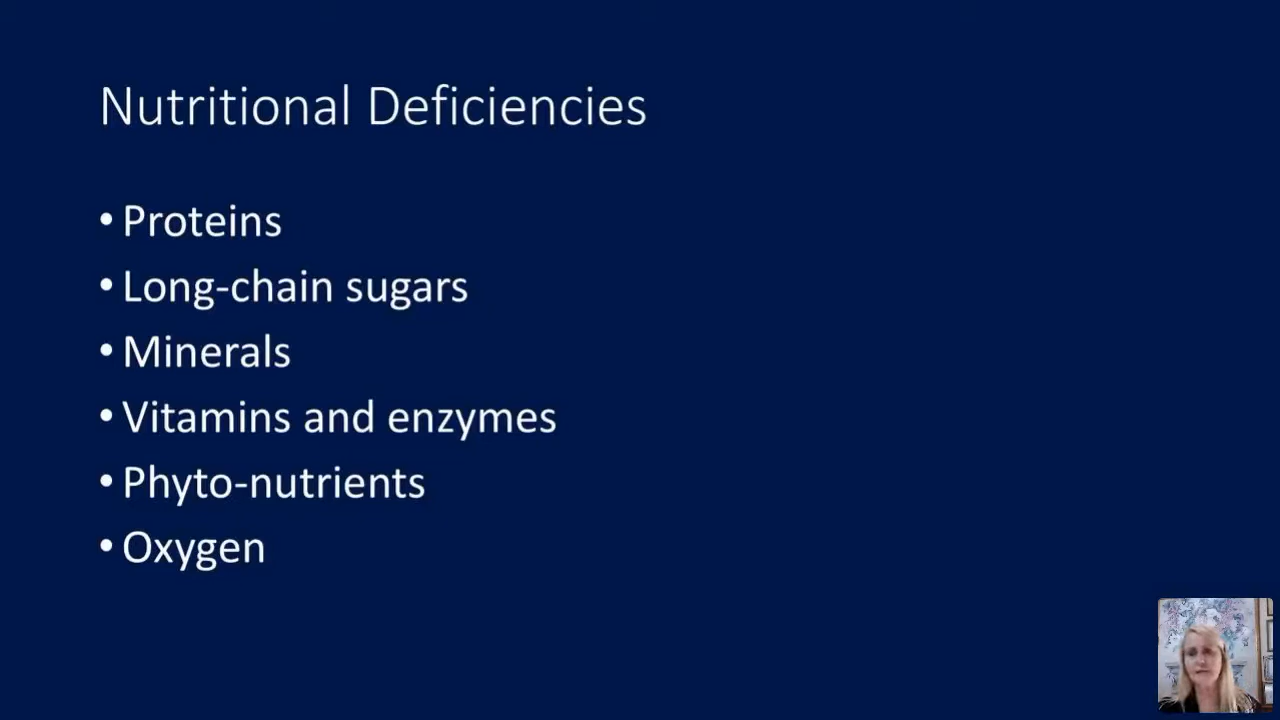 Nutritional Deficiencies
• Proteins
• Long-chain sugars
• Minerals
• Vitamins and enzymes
• Phyto-nutrients
• Oxygen